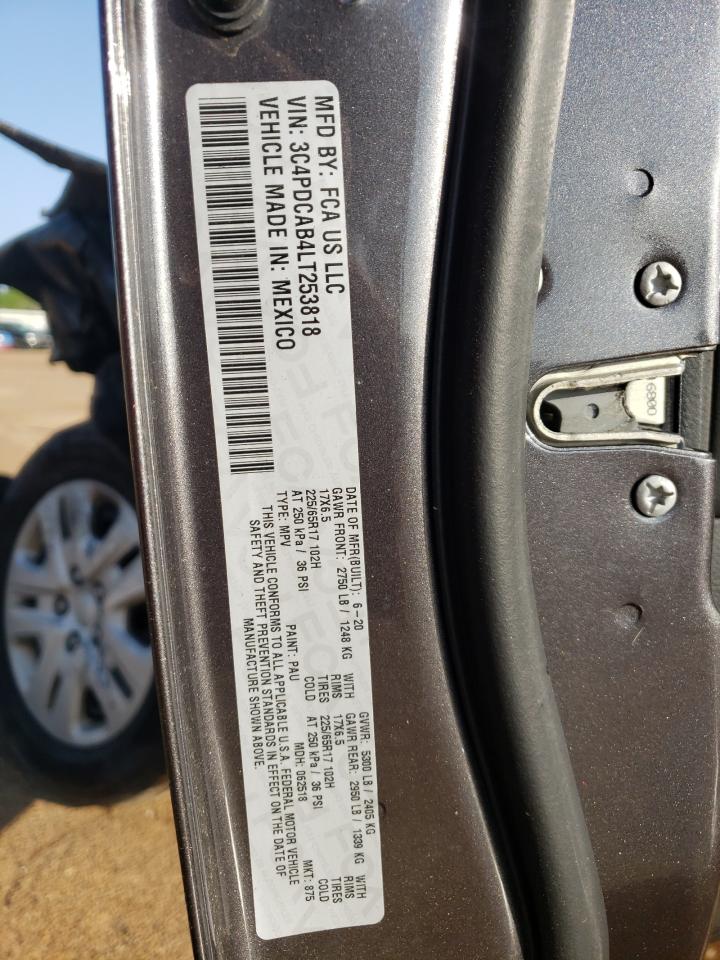 MFD BY: FCA US LLC
VIN: 3C4PDCAB4LT253818
VEHICLE MADE IN: MEXICO
DATE OF MFR(BUILT): 6-20 GVWR: 5300 LB / 2405 KG
GAWR FRONT: 2750 LB / 1248 KG WITH GAWR REAR: 2950 LB / 1339 KG WITH
17X6.5 RIMS 17X6.5 RIMS
225/65R17 102H TIRES 225/65R17 102H TIRES
AT 250 kPa / 36 PSI COLD AT 250 kPa / 36 PSI COLD
TYPE: MPV PAINT: PAU MDH: 062518 MKT: 875
THIS VEHICLE CONFORMS TO ALL APPLICABLE U.S.A. FEDERAL MOTOR VEHICLE
SAFETY AND THEFT PREVENTION STANDARDS IN EFFECT ON THE DATE OF
MANUFACTURE SHOWN ABOVE.